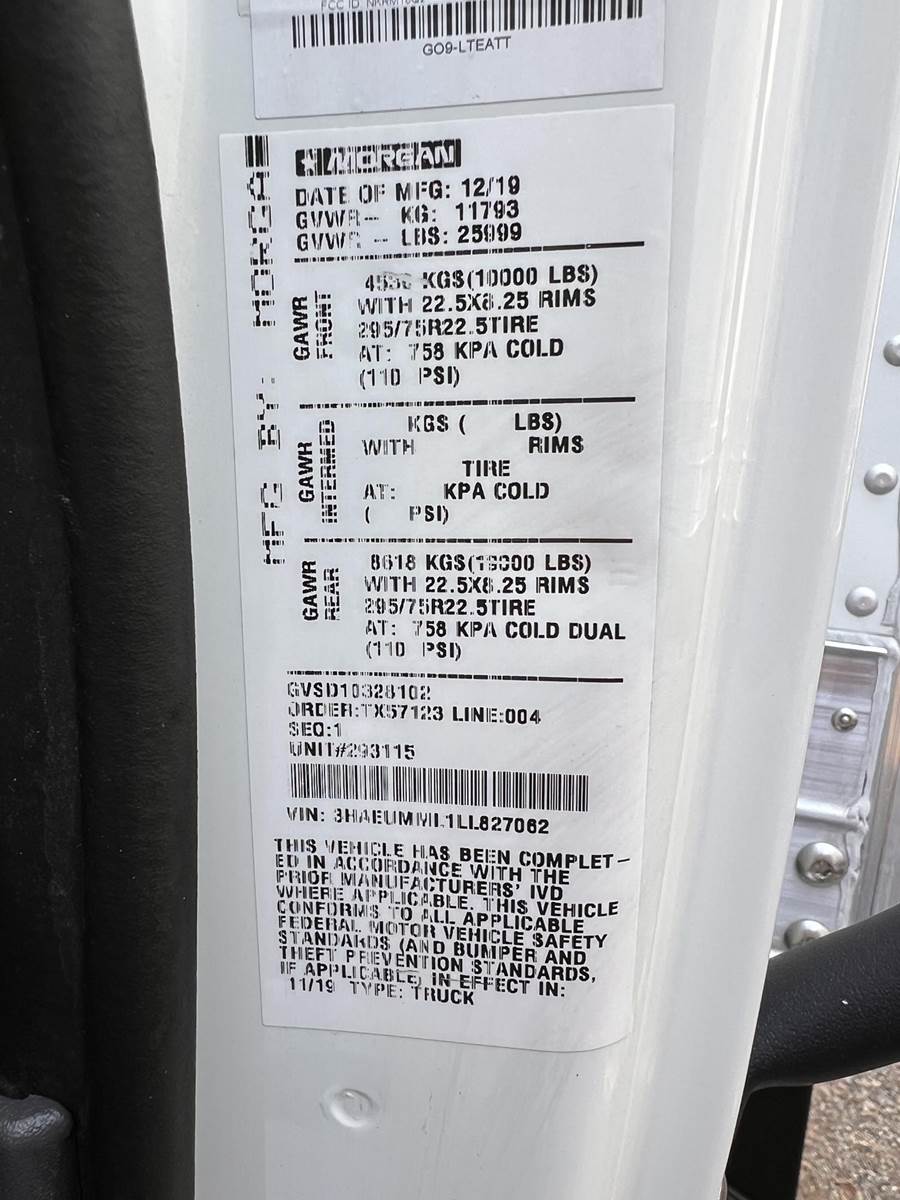 FCC ID
GO9-LTEATT
MFG BY: MORGA
MORGAN
DATE OF MFG: 12/19
GVWR-- KG: 11793
GVWR -- LBS: 25999
GAWR FRONT
KGS(10000 LBS)
WITH 22.5X8.25 RIMS
295/75R22.5TIRE
AT: 758 KPA COLD
(110 PSI)
GAWR INTERMED
KGS ( LBS)
WITH RIMS
TIRE
AT: KPA COLD
( PSI)
GAWR REAR
8618 KGS(19000 LBS)
WITH 22.5X8.25 RIMS
295/75R22.5TIRE
AT: 758 KPA COLD DUAL
(110 PSI)
GVSD10328102
ORDER:TX57123 LINE:004
SEQ:1
UNIT#293115
VIN: 3HAEUMML1LL827062
THIS VEHICLE HAS BEEN COMPLET-
ED IN ACCORDANCE WITH THE
PRIOR MANUFACTURERS' IVD
WHERE APPLICABLE. THIS VEHICLE
CONFORMS TO ALL APPLICABLE
FEDERAL MOTOR VEHICLE SAFETY
STANDARDS (AND BUMPER AND
THEFT PREVENTION STANDARDS,
IF APPLICABLE) IN EFFECT IN:
11/19 TYPE: TRUCK